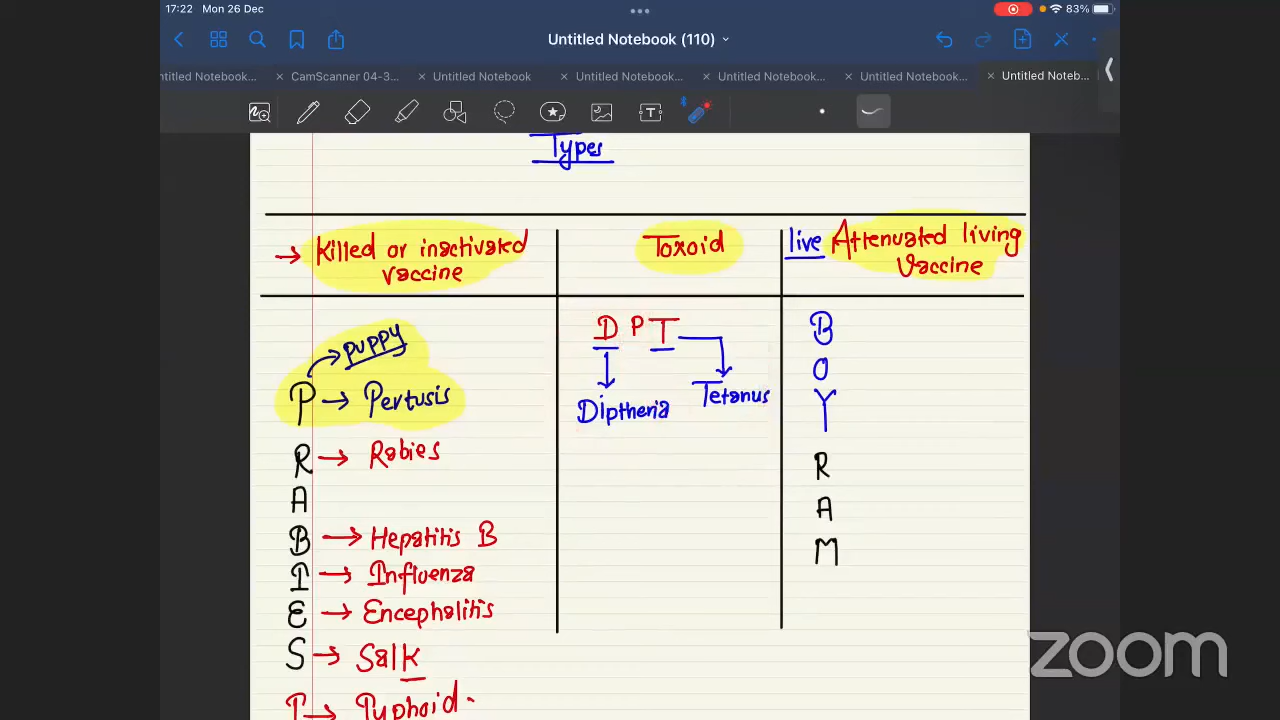 17:22 Mon 26 Dec
83%
Untitled Notebook (110)
ntitled Notebook...
CamScanner 04-3...
Untitled Notebook
Untitled Notebook...
Untitled Notebook...
Untitled Notebook...
Untitled Noteb...
Types
→ Killed or inactivated vaccine
Toxoid
live Attenuated living Vaccine
puppy
P → Pertusis
R → Rabies
A
B → Hepatitis B
I → Influenza
E → Encephalitis
S → Salk
T → Typhoid
D P T
Diptheria
Tetanus
B
O
Y
R
A
M
zoom